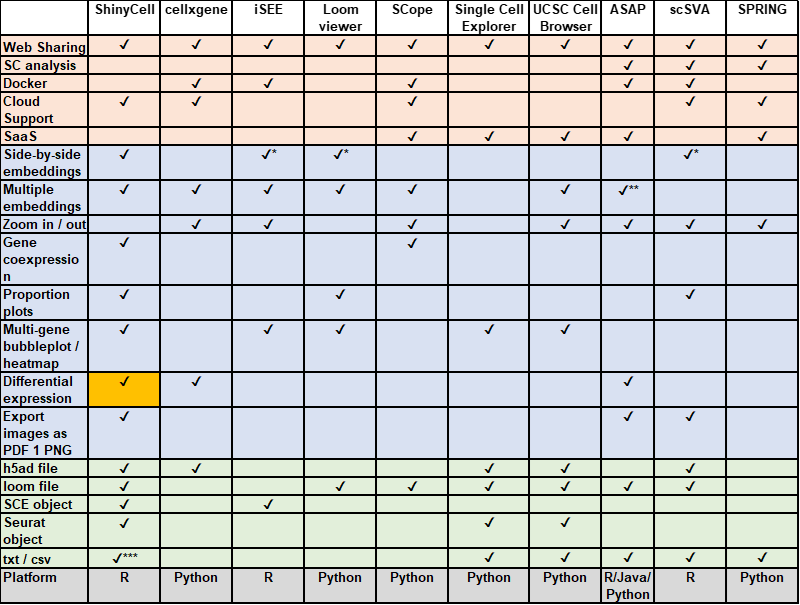 ShinyCell cellxgene iSEE Loom SCope Single Cell UCSC Cell ASAP scSVA SPRING
viewer Explorer Browser
Web Sharing ✓ ✓ ✓ ✓ ✓ ✓ ✓ ✓ ✓ ✓
SC analysis ✓ ✓ ✓
Docker ✓ ✓ ✓ ✓ ✓
Cloud ✓ ✓ ✓ ✓ ✓
Support
SaaS ✓ ✓ ✓ ✓ ✓
Side-by-side ✓ ✓* ✓* ✓*
embeddings
Multiple ✓ ✓ ✓ ✓ ✓ ✓ ✓**
embeddings
Zoom in / out ✓ ✓ ✓ ✓ ✓ ✓ ✓
Gene ✓ ✓
coexpressio
n
Proportion ✓ ✓ ✓
plots
Multi-gene ✓ ✓ ✓ ✓ ✓
bubbleplot /
heatmap
Differential ✓ ✓ ✓
expression
Export ✓ ✓ ✓
images as
PDF 1 PNG
h5ad file ✓ ✓ ✓ ✓ ✓
loom file ✓ ✓ ✓ ✓ ✓ ✓ ✓
SCE object ✓ ✓
Seurat ✓ ✓ ✓
object
txt / csv ✓*** ✓ ✓ ✓ ✓ ✓
Platform R Python R Python Python Python Python R/Java/ R Python
Python